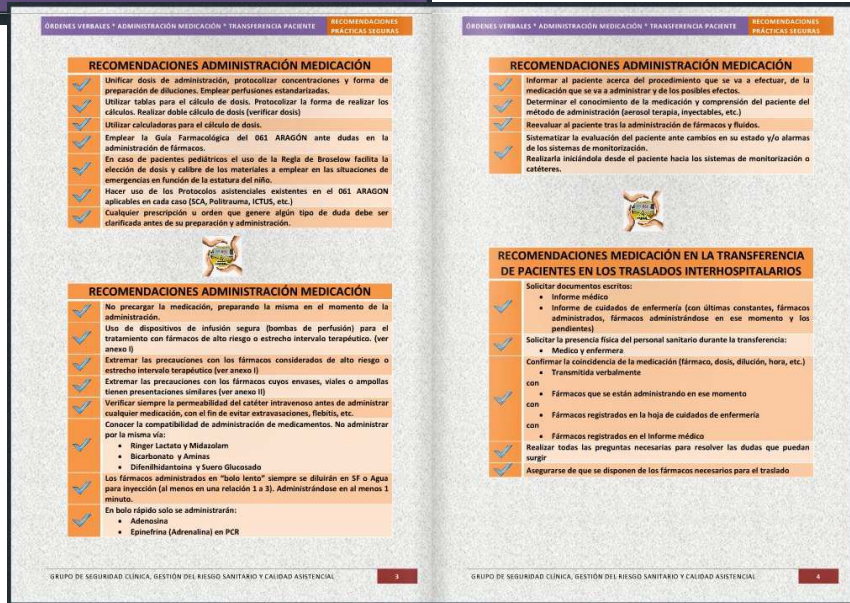 ÓRDENES VERBALES * ADMINISTRACIÓN MEDICACIÓN * TRANSFERENCIA PACIENTE
RECOMENDACIONES
PRÁCTICAS SEGURAS
RECOMENDACIONES ADMINISTRACIÓN MEDICACIÓN
Unificar dosis de administración, protocolizar concentraciones y forma de
preparación de diluciones. Emplear perfusiones estandarizadas.
Utilizar tablas para el cálculo de dosis. Protocolizar la forma de realizar los
cálculos. Realizar doble cálculo de dosis (verificar dosis)
Utilizar calculadoras para el cálculo de dosis.
Emplear la Guía Farmacológica del 061 ARAGÓN ante dudas en la
administración de fármacos.
En caso de pacientes pediátricos el uso de la Regla de Broselow facilita la
elección de dosis y calibre de los materiales a emplear en las situaciones de
emergencias en función de la estatura del niño.
Hacer uso de los Protocolos asistenciales existentes en el 061 ARAGON
aplicables en cada caso (SCA, Politrauma, ICTUS, etc.)
Cualquier prescripción u orden que genere algún tipo de duda debe ser
clarificada antes de su preparación y administración.
RECOMENDACIONES ADMINISTRACIÓN MEDICACIÓN
No precargar la medicación, preparando la misma en el momento de la
administración.
Uso de dispositivos de infusión segura (bombas de perfusión) para el
tratamiento con fármacos de alto riesgo o estrecho intervalo terapéutico. (ver
anexo I)
Extremar las precauciones con los fármacos considerados de alto riesgo o
estrecho intervalo terapéutico (ver anexo I)
Extremar las precauciones con los fármacos cuyos envases, viales o ampollas
tienen presentaciones similares (ver anexo II)
Verificar siempre la permeabilidad del catéter intravenoso antes de administrar
cualquier medicación, con el fin de evitar extravasaciones, flebitis, etc.
Conocer la compatibilidad de administración de medicamentos. No administrar
por la misma vía:
• Ringer Lactato y Midazolam
• Bicarbonato y Aminas
• Difenilhidantoina y Suero Glucosado
Los fármacos administrados en "bolo lento" siempre se diluirán en SF o Agua
para inyección (al menos en una relación 1 a 3). Administrándose en al menos 1
minuto.
En bolo rápido solo se administrarán:
• Adenosina
• Epinefrina (Adrenalina) en PCR
GRUPO DE SEGURIDAD CLÍNICA, GESTIÓN DEL RIESGO SANITARIO Y CALIDAD ASISTENCIAL
3
ÓRDENES VERBALES * ADMINISTRACIÓN MEDICACIÓN * TRANSFERENCIA PACIENTE
RECOMENDACIONES
PRÁCTICAS SEGURAS
RECOMENDACIONES ADMINISTRACIÓN MEDICACIÓN
Informar al paciente acerca del procedimiento que se va a efectuar, de la
medicación que se va a administrar y de los posibles efectos.
Determinar el conocimiento de la medicación y comprensión del paciente del
método de administración (aerosol terapia, inyectables, etc.)
Reevaluar al paciente tras la administración de fármacos y fluidos.
Sistematizar la evaluación del paciente ante cambios en su estado y/o alarmas
de los sistemas de monitorización.
Realizarla iniciándola desde el paciente hacia los sistemas de monitorización o
catéteres.
RECOMENDACIONES MEDICACIÓN EN LA TRANSFERENCIA
DE PACIENTES EN LOS TRASLADOS INTERHOSPITALARIOS
Solicitar documentos escritos:
• Informe médico
• Informe de cuidados de enfermería (con últimas constantes, fármacos
administrados, fármacos administrándose en ese momento y los
pendientes)
Solicitar la presencia física del personal sanitario durante la transferencia:
• Medico y enfermera
Confirmar la coincidencia de la medicación (fármaco, dosis, dilución, hora, etc.)
• Transmitida verbalmente
con
• Fármacos que se están administrando en ese momento
con
• Fármacos registrados en la hoja de cuidados de enfermería
con
• Fármacos registrados en el Informe médico
Realizar todas las preguntas necesarias para resolver las dudas que puedan
surgir
Asegurarse de que se disponen de los fármacos necesarios para el traslado
GRUPO DE SEGURIDAD CLÍNICA, GESTIÓN DEL RIESGO SANITARIO Y CALIDAD ASISTENCIAL
4